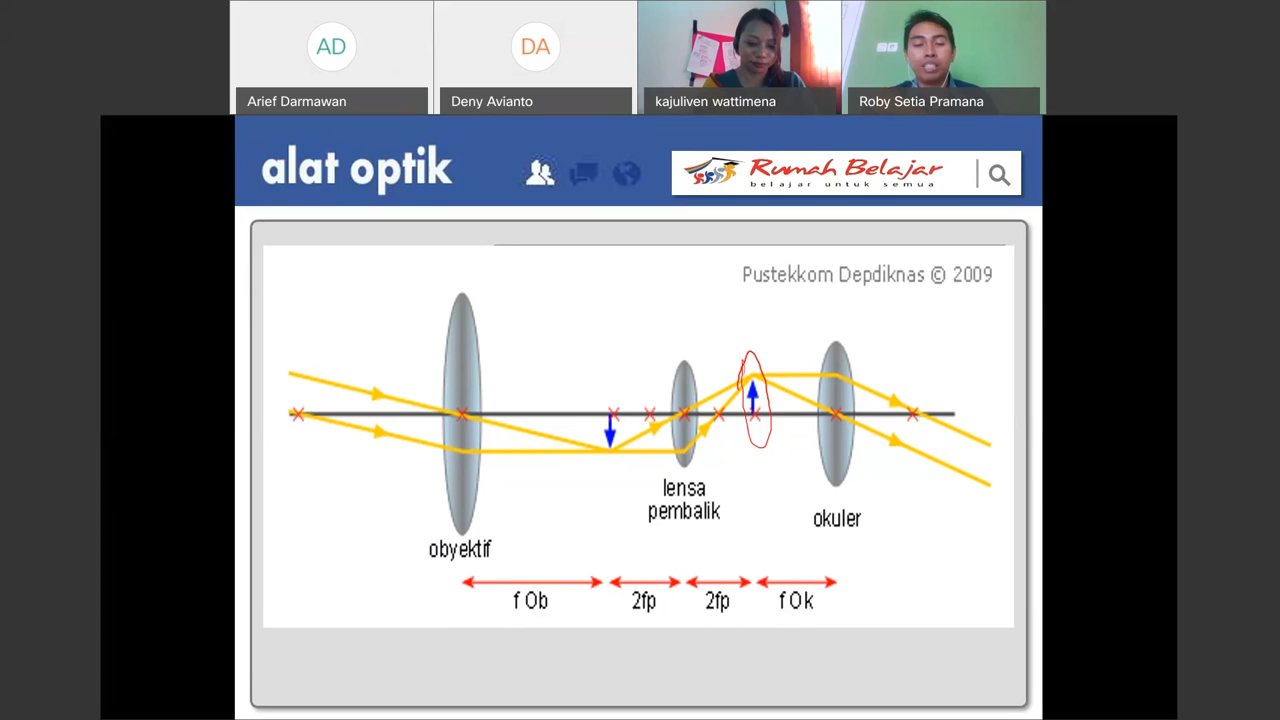 AD
DA
Arief Darmawan
Deny Avianto
kajuliven wattimena
Roby Setia Pramana
alat optik
Rumah Belajar
belajar untuk semua
Pustekkom Depdiknas © 2009
lensa
pembalik
okuler
obyektif
f Ob
2fp
2fp
f Ok